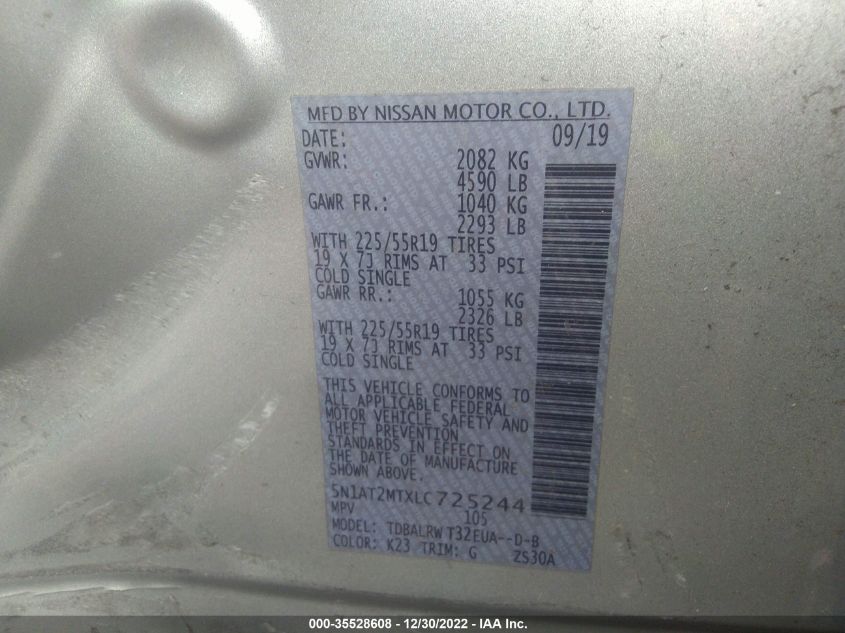 MFD BY NISSAN MOTOR CO., LTD.
DATE: 09/19
GVWR: 2082 KG
4590 LB
GAWR FR.: 1040 KG
2293 LB
WITH 225/55R19 TIRES
19 X 7J RIMS AT 33 PSI
COLD SINGLE
GAWR RR.: 1055 KG
2326 LB
WITH 225/55R19 TIRES
19 X 7J RIMS AT 33 PSI
COLD SINGLE
THIS VEHICLE CONFORMS TO
ALL APPLICABLE FEDERAL
MOTOR VEHICLE SAFETY AND
THEFT PREVENTION
STANDARDS IN EFFECT ON
THE DATE OF MANUFACTURE
SHOWN ABOVE.
5N1AT2MTXLC725244
MPV 105
MODEL: TDBALRW T32EUA--D-B
COLOR: K23 TRIM: G ZS30A
000-35528608 - 12/30/2022 - IAA Inc.